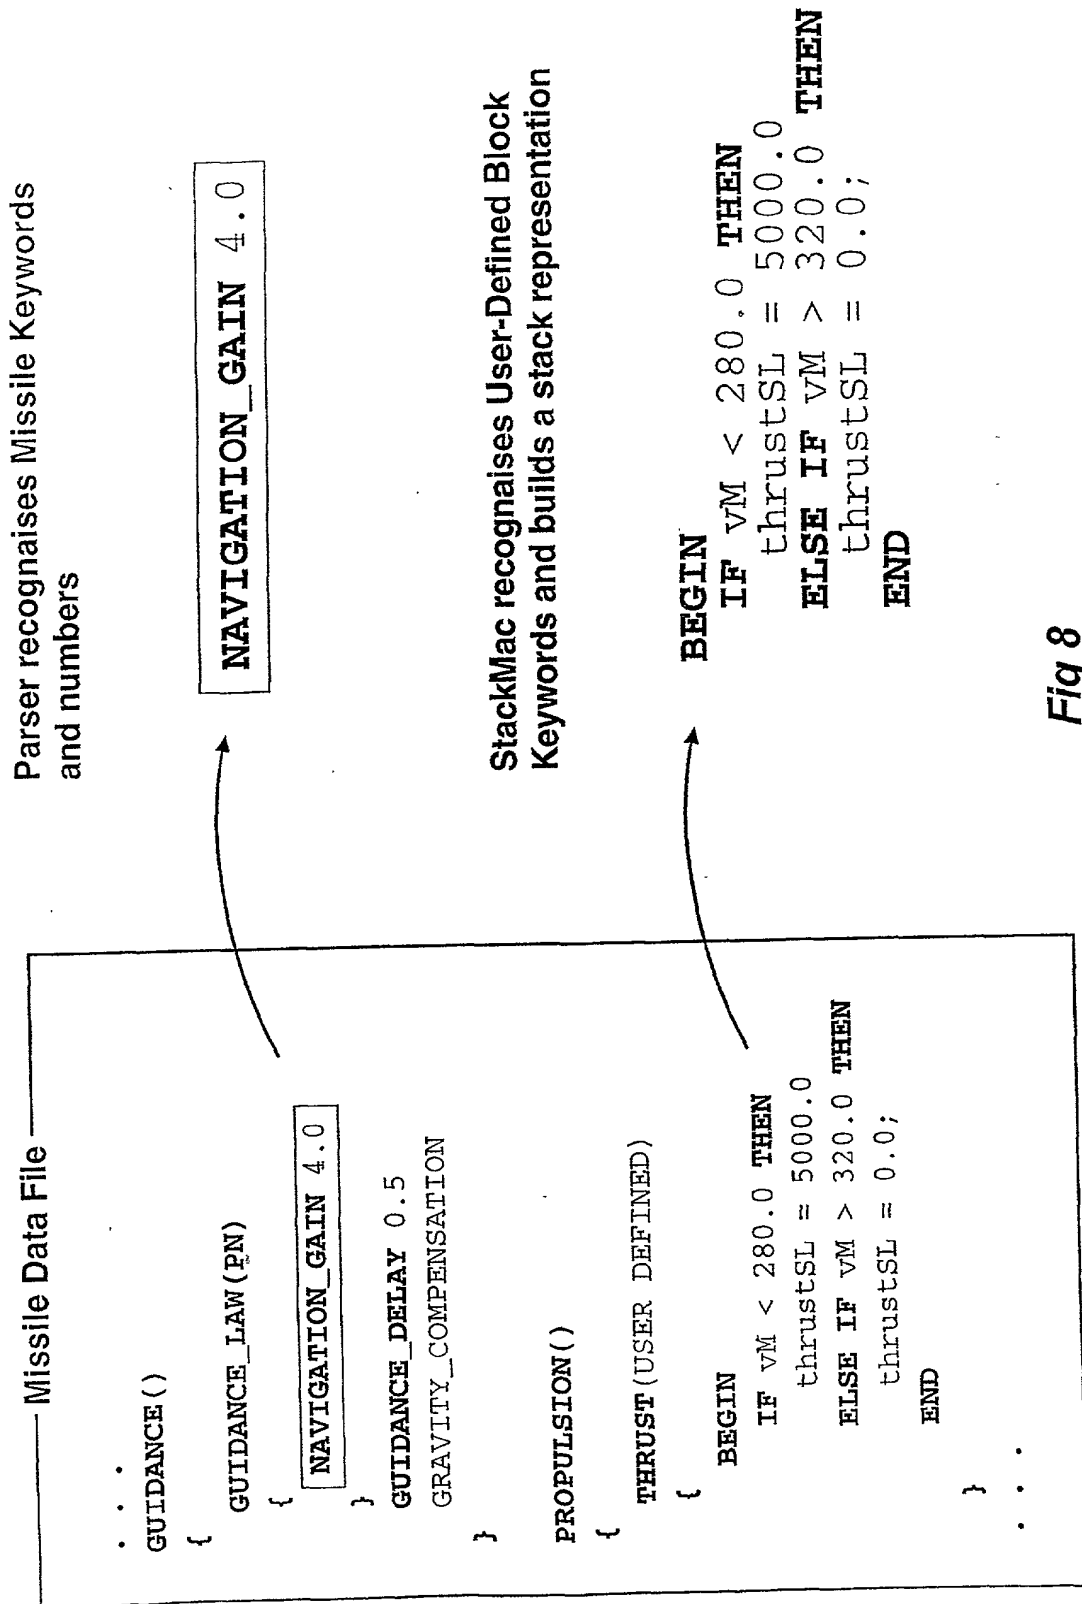 Missile Data File
. . .
GUIDANCE()
{
GUIDANCE_LAW(PN)
{
NAVIGATION_GAIN 4.0
}
GUIDANCE_DELAY 0.5
GRAVITY_COMPENSATION
}
PROPULSION()
{
THRUST(USER DEFINED)
{
BEGIN
IF vM < 280.0 THEN
thrustSL = 5000.0
ELSE IF vM > 320.0 THEN
thrustSL = 0.0;
END
}
. . .
Parser recognaises Missile Keywords
and numbers
NAVIGATION_GAIN 4.0
StackMac recognaises User-Defined Block
Keywords and builds a stack representation
BEGIN
IF vM < 280.0 THEN
thrustSL = 5000.0
ELSE IF vM > 320.0 THEN
thrustSL = 0.0;
END
Fig 8